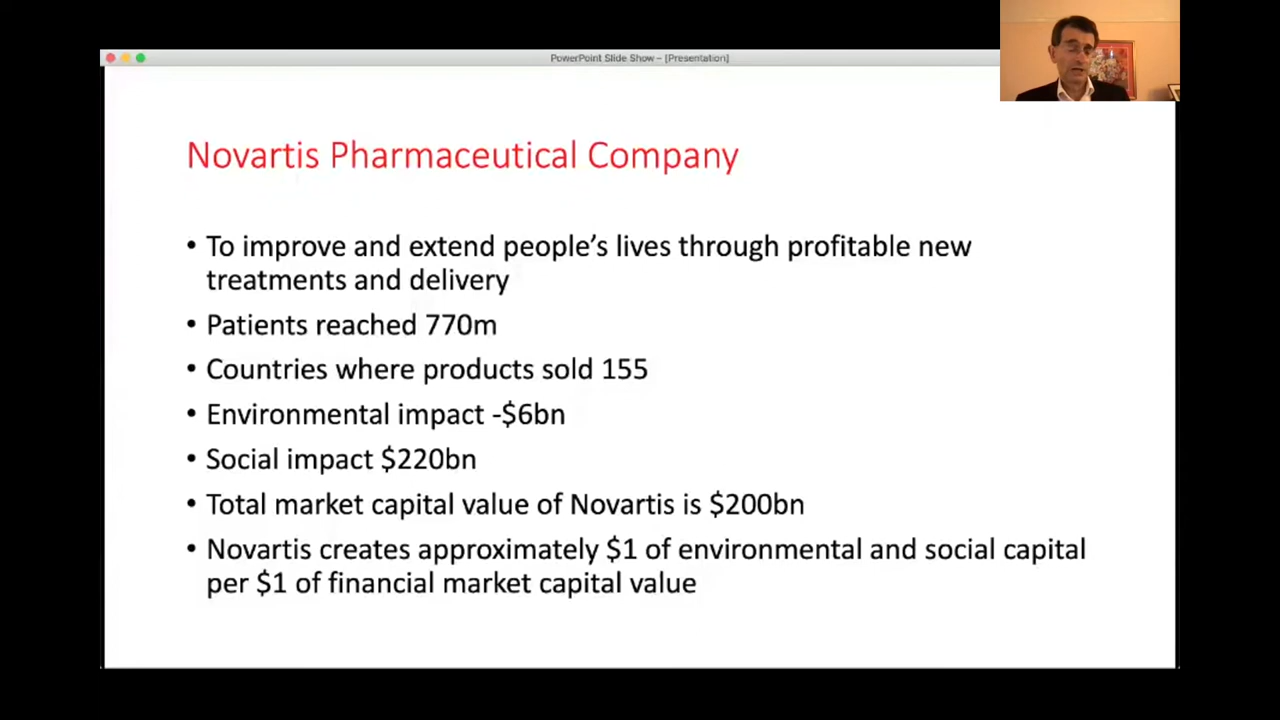 PowerPoint Slide Show – [Presentation]
Novartis Pharmaceutical Company
• To improve and extend people's lives through profitable new
treatments and delivery
• Patients reached 770m
• Countries where products sold 155
• Environmental impact -$6bn
• Social impact $220bn
• Total market capital value of Novartis is $200bn
• Novartis creates approximately $1 of environmental and social capital
per $1 of financial market capital value